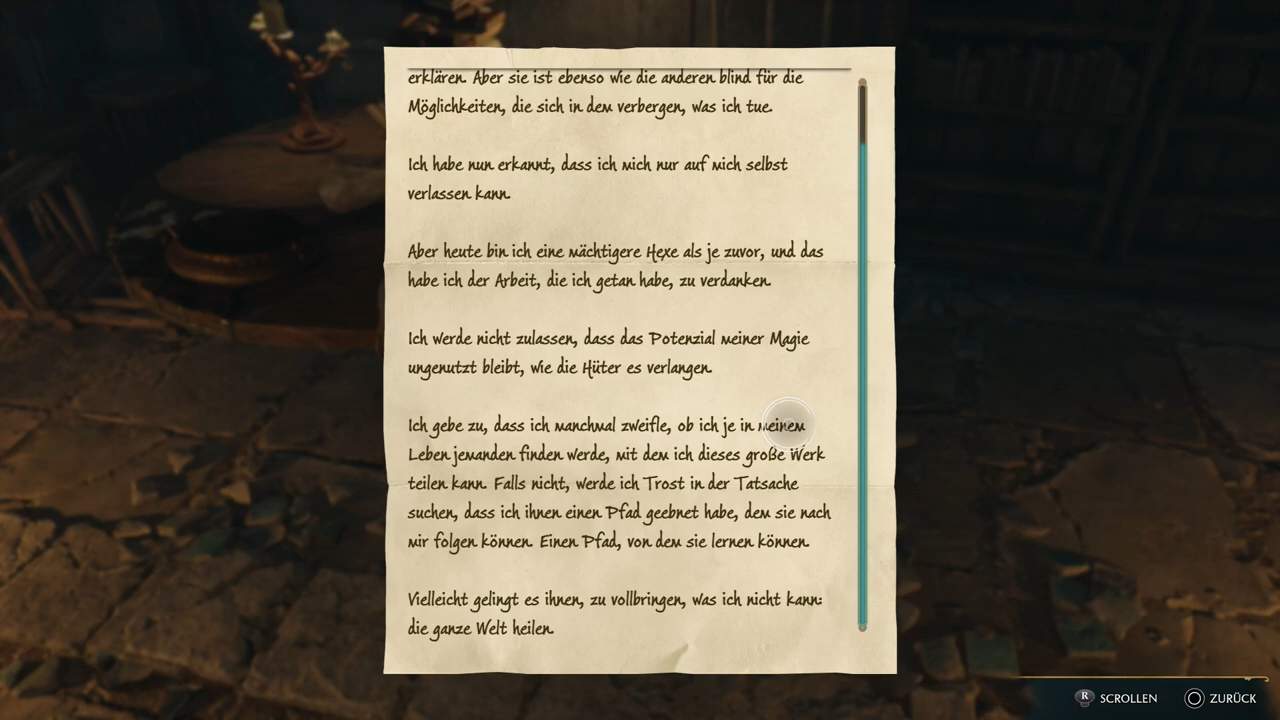 erklären. Aber sie ist ebenso wie die anderen blind für die
Möglichkeiten, die sich in dem verbergen, was ich tue.
Ich habe nun erkannt, dass ich mich nur auf mich selbst
verlassen kann.
Aber heute bin ich eine mächtigere Hexe als je zuvor, und das
habe ich der Arbeit, die ich getan habe, zu verdanken.
Ich werde nicht zulassen, dass das Potenzial meiner Magie
ungenutzt bleibt, wie die Hüter es verlangen.
Ich gebe zu, dass ich manchmal zweifle, ob ich je in meinem
Leben jemanden finden werde, mit dem ich dieses große Werk
teilen kann. Falls nicht, werde ich Trost in der Tatsache
suchen, dass ich ihnen einen Pfad geebnet habe, dem sie nach
mir folgen können. Einen Pfad, von dem sie lernen können.
Vielleicht gelingt es ihnen, zu vollbringen, was ich nicht kann:
die ganze Welt heilen.
R SCROLLEN ZURÜCK